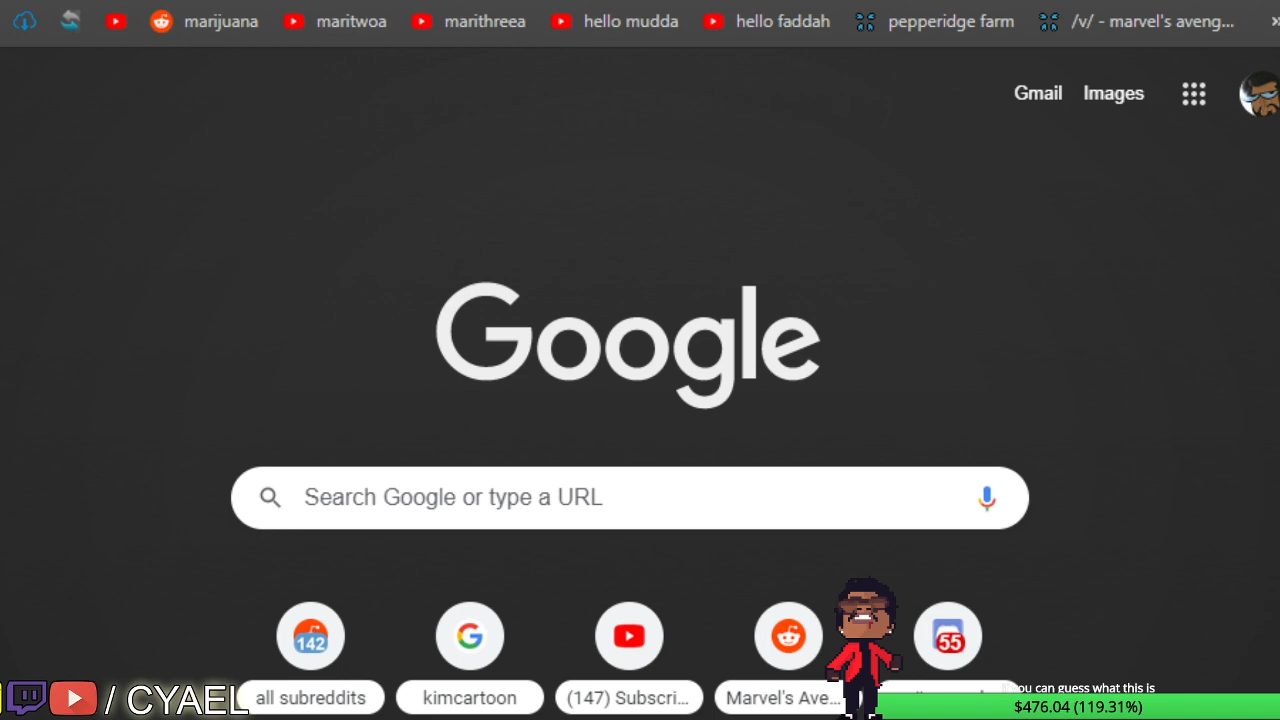 marijuana maritwoa marithreea hello mudda hello faddah pepperidge farm /v/ - marvel's aveng... »
Gmail Images
Google
Search Google or type a URL
142 55
all subreddits kimcartoon (147) Subscri... Marvel's Ave...
/ CYAEL
you can guess what this is
$476.04 (119.31%)